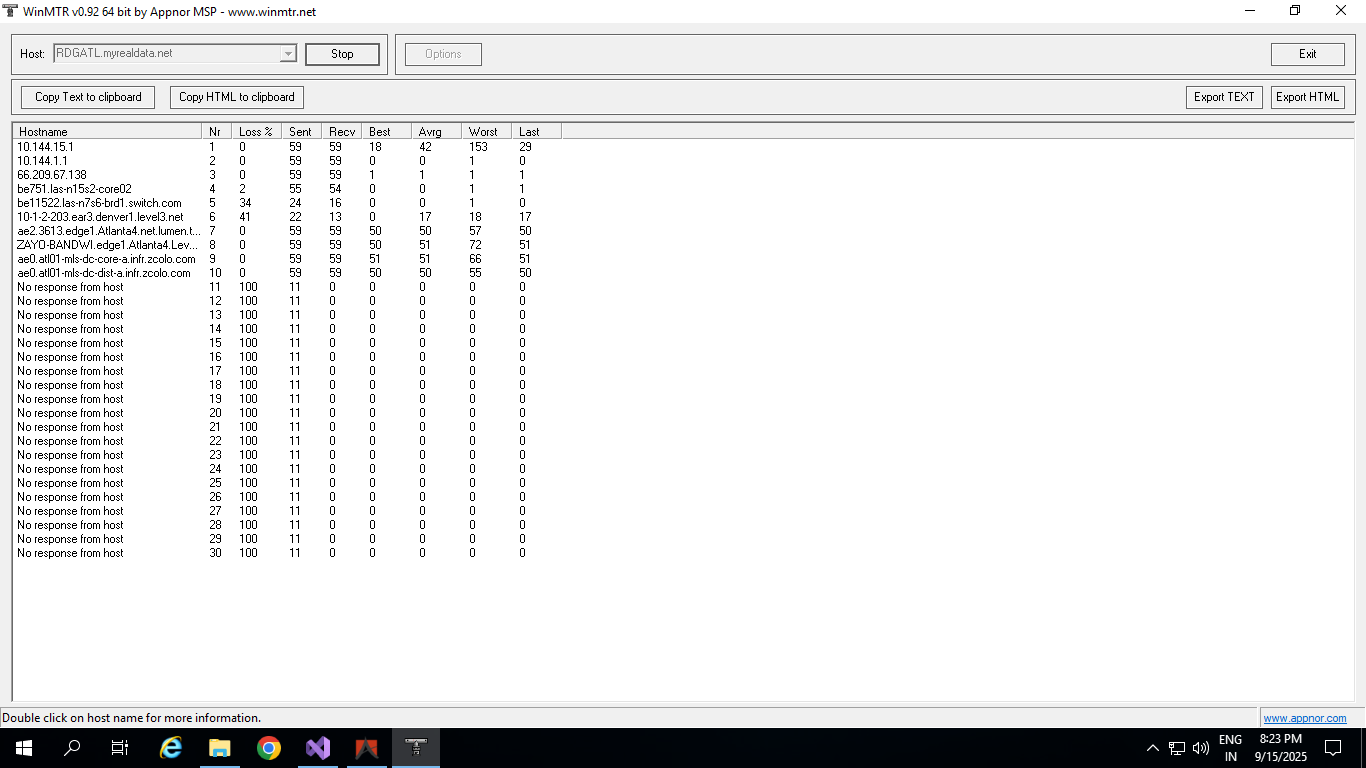 WinMTR v0.92 64 bit by Appnor MSP - www.winmtr.net
Host: RDGATL.myrealdata.net Stop Options Exit
Copy Text to clipboard Copy HTML to clipboard Export TEXT Export HTML
Hostname Nr Loss % Sent Recv Best Avrg Worst Last
10.144.15.1 1 0 59 59 18 42 153 29
10.144.1.1 2 0 59 59 0 0 1 0
66.209.67.138 3 0 59 59 1 1 1 1
be751.las-n15s2-core02 4 2 55 54 0 0 1 1
be11522.las-n7s6-brd1.switch.com 5 34 24 16 0 0 1 0
10-1-2-203.ear3.denver1.level3.net 6 41 22 13 0 17 18 17
ae2.3613.edge1.Atlanta4.net.lumen.t... 7 0 59 59 50 50 57 50
ZAYO-BANDWI.edge1.Atlanta4.Lev... 8 0 59 59 50 51 72 51
ae0.atl01-mls-dc-core-a.infr.zcolo.com 9 0 59 59 51 51 66 51
ae0.atl01-mls-dc-dist-a.infr.zcolo.com 10 0 59 59 50 50 55 50
No response from host 11 100 11 0 0 0 0 0
No response from host 12 100 11 0 0 0 0 0
No response from host 13 100 11 0 0 0 0 0
No response from host 14 100 11 0 0 0 0 0
No response from host 15 100 11 0 0 0 0 0
No response from host 16 100 11 0 0 0 0 0
No response from host 17 100 11 0 0 0 0 0
No response from host 18 100 11 0 0 0 0 0
No response from host 19 100 11 0 0 0 0 0
No response from host 20 100 11 0 0 0 0 0
No response from host 21 100 11 0 0 0 0 0
No response from host 22 100 11 0 0 0 0 0
No response from host 23 100 11 0 0 0 0 0
No response from host 24 100 11 0 0 0 0 0
No response from host 25 100 11 0 0 0 0 0
No response from host 26 100 11 0 0 0 0 0
No response from host 27 100 11 0 0 0 0 0
No response from host 28 100 11 0 0 0 0 0
No response from host 29 100 11 0 0 0 0 0
No response from host 30 100 11 0 0 0 0 0
Double click on host name for more information. www.appnor.com
ENG 8:23 PM
IN 9/15/2025